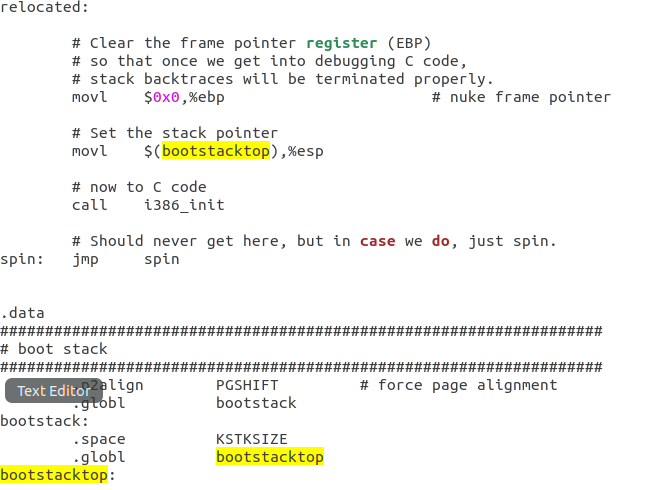 relocated:
# Clear the frame pointer register (EBP)
# so that once we get into debugging C code,
# stack backtraces will be terminated properly.
movl $0x0,%ebp # nuke frame pointer
# Set the stack pointer
movl $(bootstacktop),%esp
# now to C code
call i386_init
# Should never get here, but in case we do, just spin.
spin: jmp spin
.data
###################################################################
# boot stack
###################################################################
.p2align PGSHIFT # force page alignment
Text Editor
.globl bootstack
bootstack:
.space KSTKSIZE
.globl bootstacktop
bootstacktop: